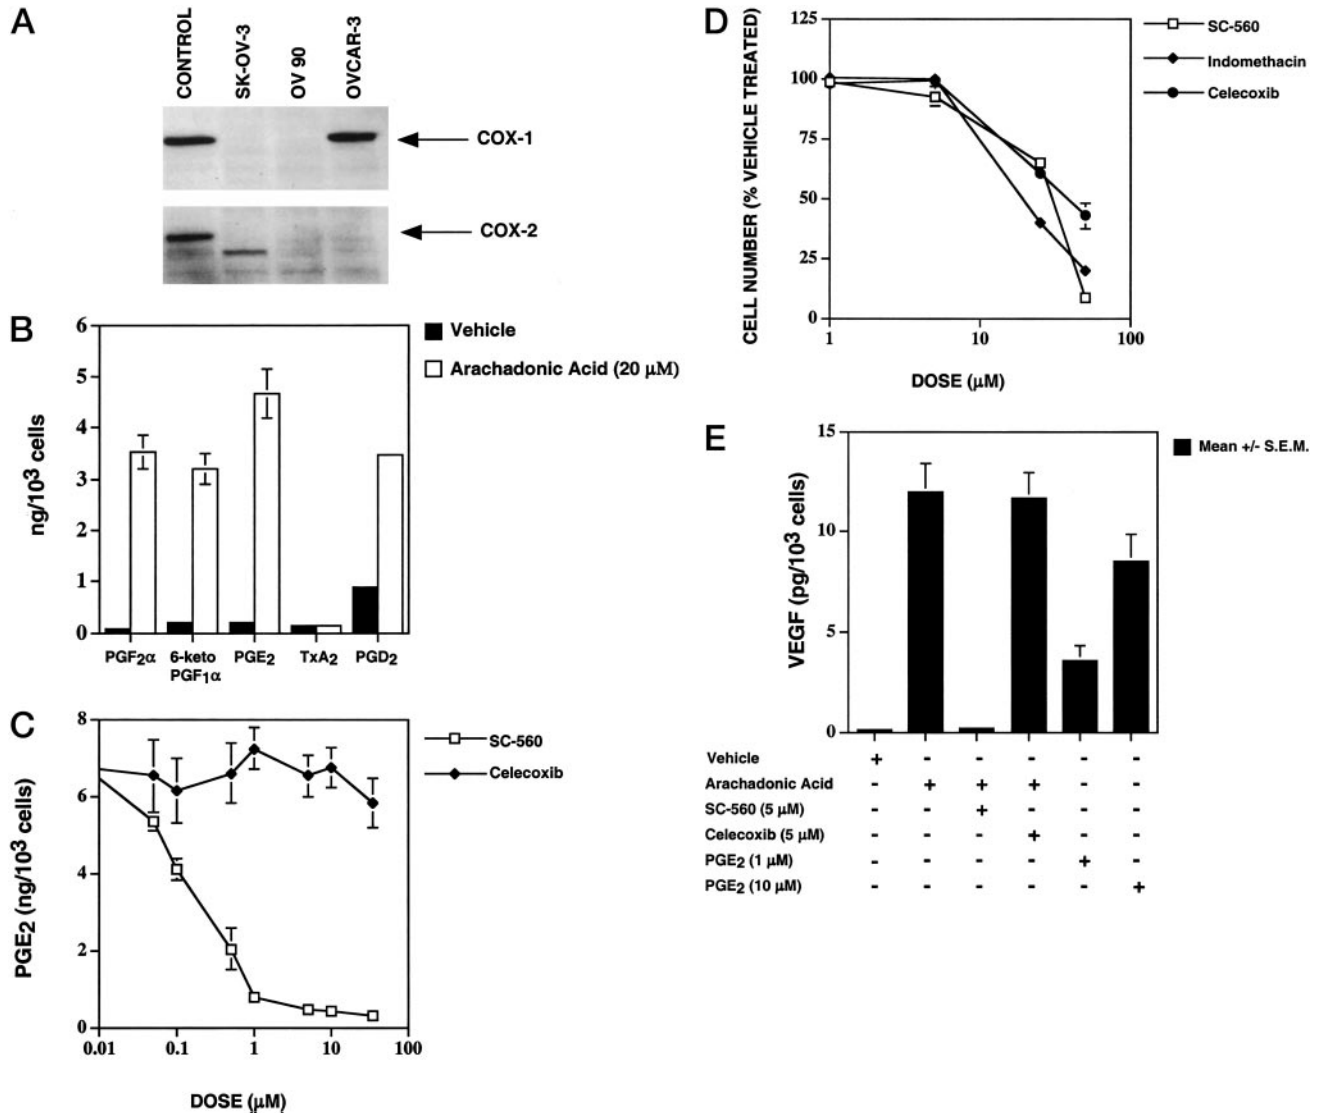 A
CONTROL
SK-OV-3
OV 90
OVCAR-3
COX-1
COX-2
B
6
5
4
3
2
1
0
ng/10³ cells
Vehicle
Arachadonic Acid (20 µM)
PGF₂α
6-keto PGF₁α
PGE₂
TxA₂
PGD₂
C
8
6
4
2
0
PGE₂ (ng/10³ cells)
SC-560
Celecoxib
0.01
0.1
1
10
100
DOSE (µM)
D
CELL NUMBER (% VEHICLE TREATED)
125
100
75
50
25
0
SC-560
Indomethacin
Celecoxib
1
10
100
DOSE (µM)
E
VEGF (pg/10³ cells)
15
10
5
0
Mean +/- S.E.M.
Vehicle + - - - - -
Arachadonic Acid - + + + - -
SC-560 (5 µM) - - + - - -
Celecoxib (5 µM) - - - + - -
PGE₂ (1 µM) - - - - + -
PGE₂ (10 µM) - - - - - +